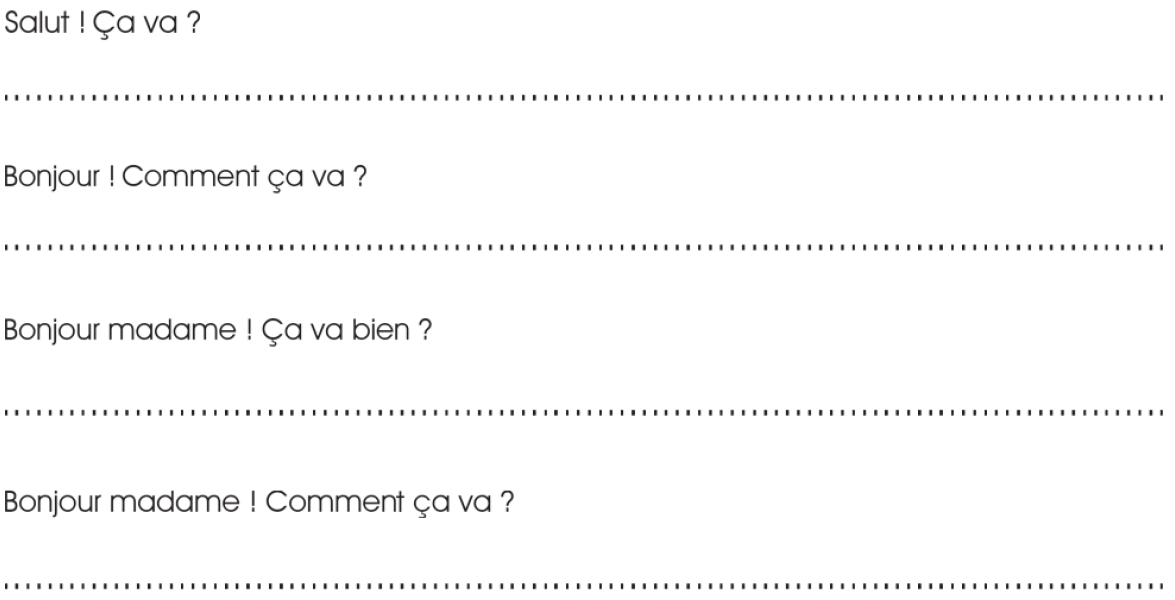 Salut ! Ça va ?
Bonjour ! Comment ça va ?
Bonjour madame ! Ça va bien ?
Bonjour madame ! Comment ça va ?